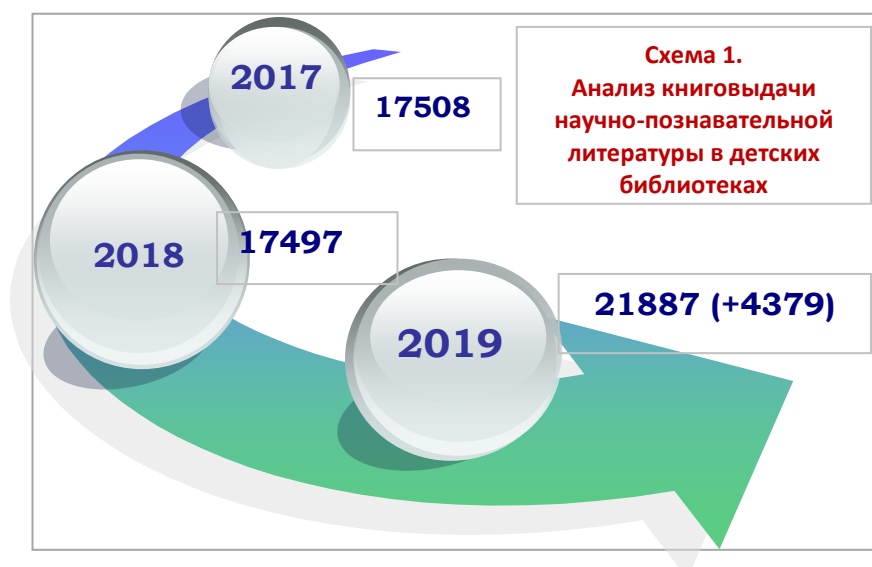 Схема 1.
Анализ книговыдачи
научно-познавательной
литературы в детских
библиотеках
2017
17508
2018
17497
2019
21887 (+4379)